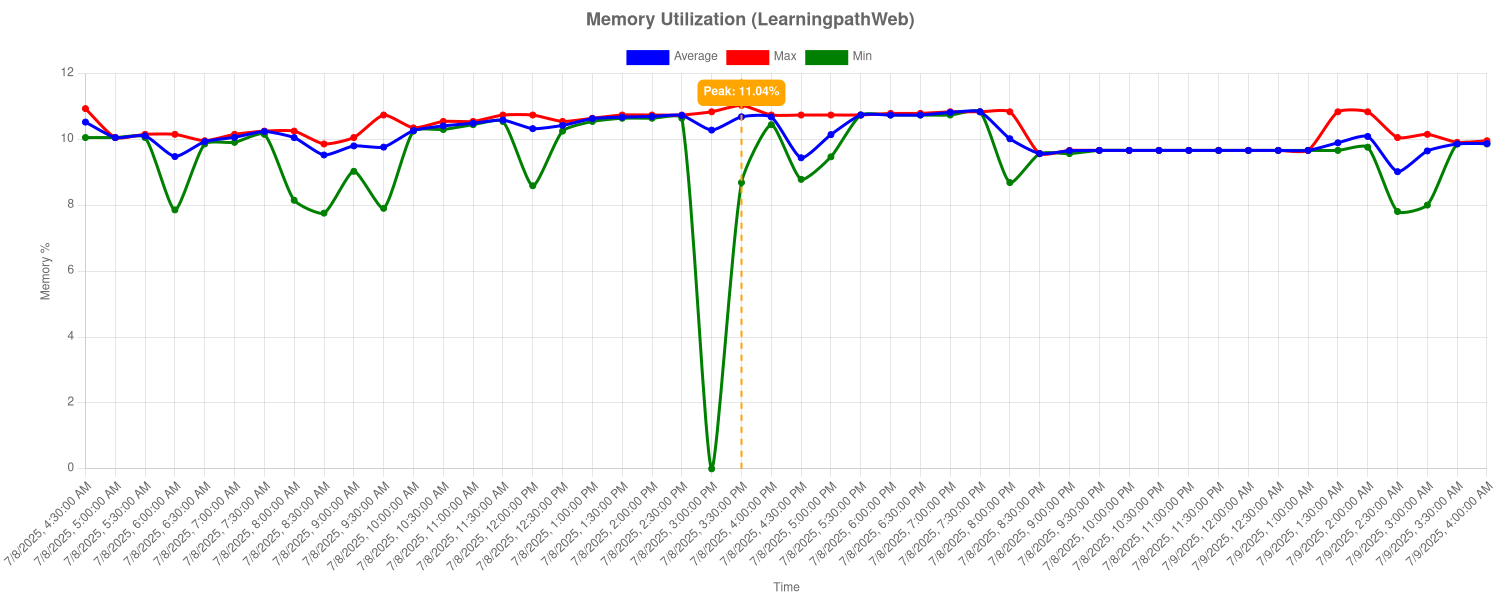 Memory Utilization (LearningpathWeb)
Average Max Min
Peak: 11.04%
12
10
8
6
4
2
0
Memory %
7/8/2025, 4:30:00 AM
7/8/2025, 5:00:00 AM
7/8/2025, 5:30:00 AM
7/8/2025, 6:00:00 AM
7/8/2025, 6:30:00 AM
7/8/2025, 7:00:00 AM
7/8/2025, 7:30:00 AM
7/8/2025, 8:00:00 AM
7/8/2025, 8:30:00 AM
7/8/2025, 9:00:00 AM
7/8/2025, 9:30:00 AM
7/8/2025, 10:00:00 AM
7/8/2025, 10:30:00 AM
7/8/2025, 11:00:00 AM
7/8/2025, 11:30:00 AM
7/8/2025, 12:00:00 PM
7/8/2025, 12:30:00 PM
7/8/2025, 1:00:00 PM
7/8/2025, 1:30:00 PM
7/8/2025, 2:00:00 PM
7/8/2025, 2:30:00 PM
7/8/2025, 3:00:00 PM
7/8/2025, 3:30:00 PM
7/8/2025, 4:00:00 PM
7/8/2025, 4:30:00 PM
7/8/2025, 5:00:00 PM
7/8/2025, 5:30:00 PM
7/8/2025, 6:00:00 PM
7/8/2025, 6:30:00 PM
7/8/2025, 7:00:00 PM
7/8/2025, 7:30:00 PM
7/8/2025, 8:00:00 PM
7/8/2025, 8:30:00 PM
7/8/2025, 9:00:00 PM
7/8/2025, 9:30:00 PM
7/8/2025, 10:00:00 PM
7/8/2025, 10:30:00 PM
7/8/2025, 11:00:00 PM
7/8/2025, 11:30:00 PM
7/9/2025, 12:00:00 AM
7/9/2025, 12:30:00 AM
7/9/2025, 1:00:00 AM
7/9/2025, 1:30:00 AM
7/9/2025, 2:00:00 AM
7/9/2025, 2:30:00 AM
7/9/2025, 3:00:00 AM
7/9/2025, 3:30:00 AM
7/9/2025, 4:00:00 AM
Time